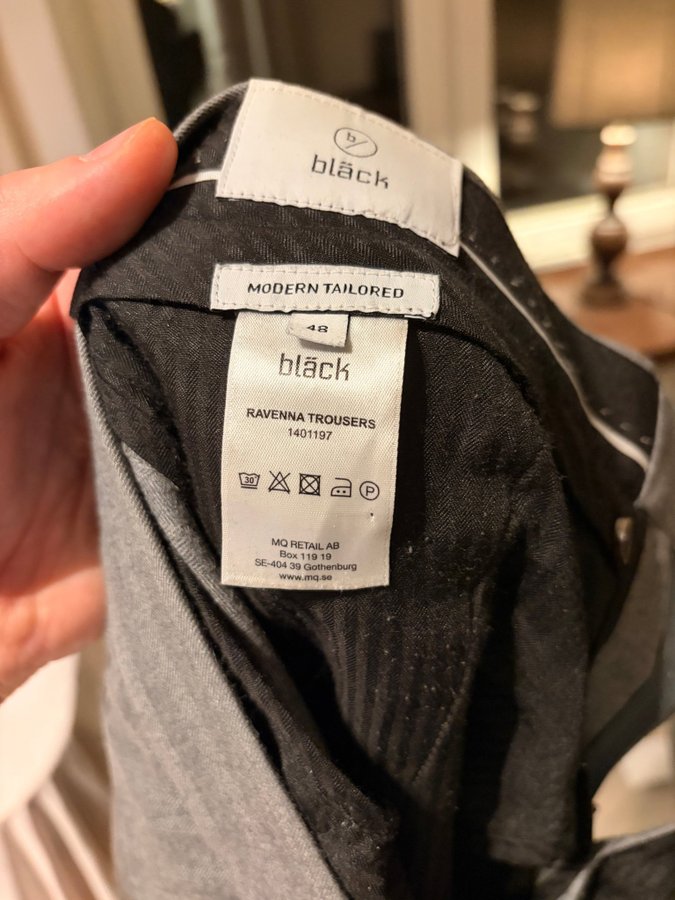 b/
bläck
MODERN TAILORED
48
bläck
RAVENNA TROUSERS
1401197
30
P
MQ RETAIL AB
Box 119 19
SE-404 39 Gothenburg
www.mq.se